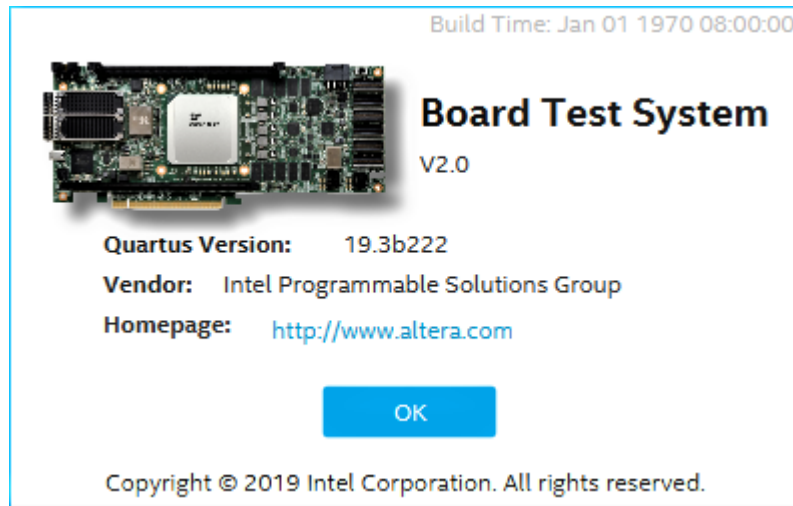 Build Time: Jan 01 1970 08:00:00
Board Test System
V2.0
Quartus Version: 19.3b222
Vendor: Intel Programmable Solutions Group
Homepage: http://www.altera.com
OK
Copyright © 2019 Intel Corporation. All rights reserved.